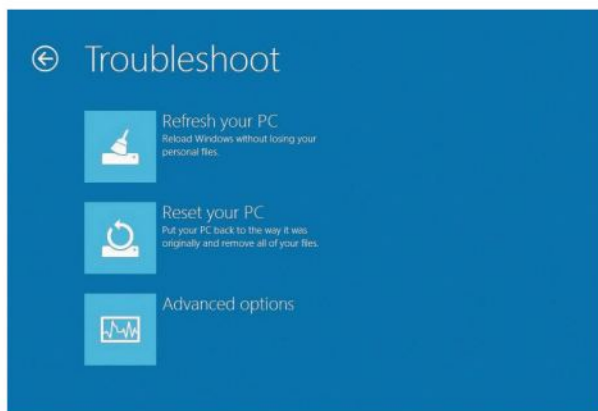 Troubleshoot
Refresh your PC
Reload Windows without losing your
personal files.
Reset your PC
Put your PC back to the way it was
originally and remove all of your files.
Advanced options